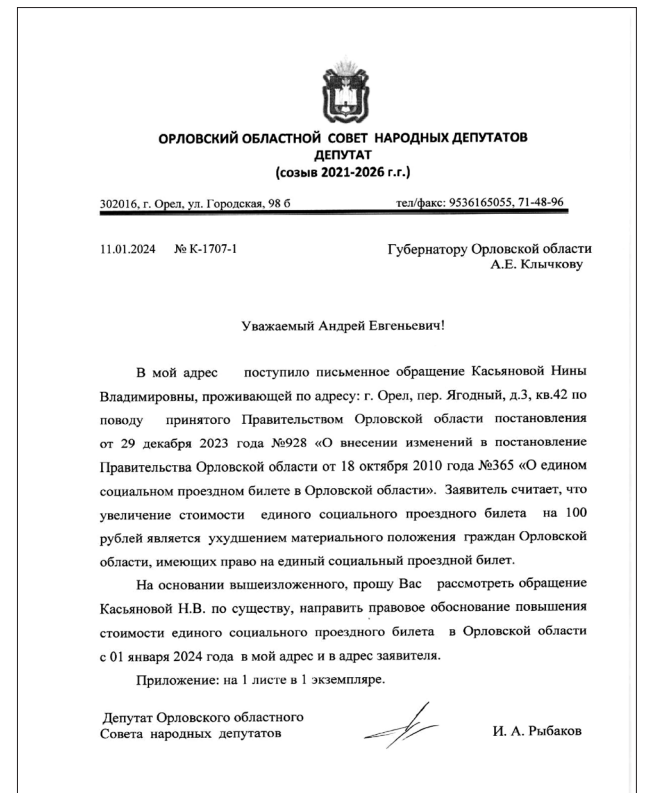 ОРЛОВСКИЙ ОБЛАСТНОЙ СОВЕТ НАРОДНЫХ ДЕПУТАТОВ
ДЕПУТАТ
(созыв 2021-2026 г.г.)
302016, г. Орел, ул. Городская, 98 б тел/факс: 9536165055, 71-48-96
11.01.2024 № К-1707-1 Губернатору Орловской области
А.Е. Клычкову
Уважаемый Андрей Евгеньевич!
В мой адрес поступило письменное обращение Касьяновой Нины
Владимировны, проживающей по адресу: г. Орел, пер. Ягодный, д.3, кв.42 по
поводу принятого Правительством Орловской области постановления
от 29 декабря 2023 года №928 «О внесении изменений в постановление
Правительства Орловской области от 18 октября 2010 года №365 «О едином
социальном проездном билете в Орловской области». Заявитель считает, что
увеличение стоимости единого социального проездного билета на 100
рублей является ухудшением материального положения граждан Орловской
области, имеющих право на единый социальный проездной билет.
На основании вышеизложенного, прошу Вас рассмотреть обращение
Касьяновой Н.В. по существу, направить правовое обоснование повышения
стоимости единого социального проездного билета в Орловской области
с 01 января 2024 года в мой адрес и в адрес заявителя.
Приложение: на 1 листе в 1 экземпляре.
Депутат Орловского областного
Совета народных депутатов И. А. Рыбаков